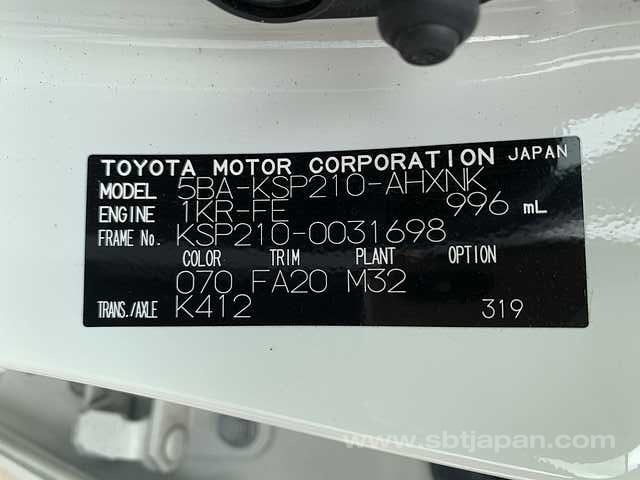 TOYOTA MOTOR CORPORATION JAPAN
MODEL 5BA-KSP210-AHXNK
ENGINE 1KR-FE 996 mL
FRAME No. KSP210-0031698
COLOR TRIM PLANT OPTION
070 FA20 M32
TRANS./AXLE K412 319
www.sbtjapan.com